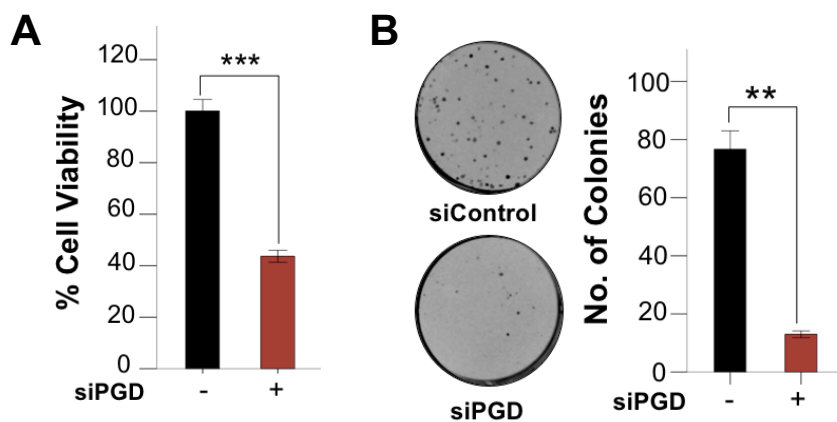 A
% Cell Viability
120
100
80
60
40
20
0
***
siPGD - +
B
siControl
siPGD
No. of Colonies
100
80
60
40
20
0
**
siPGD - +